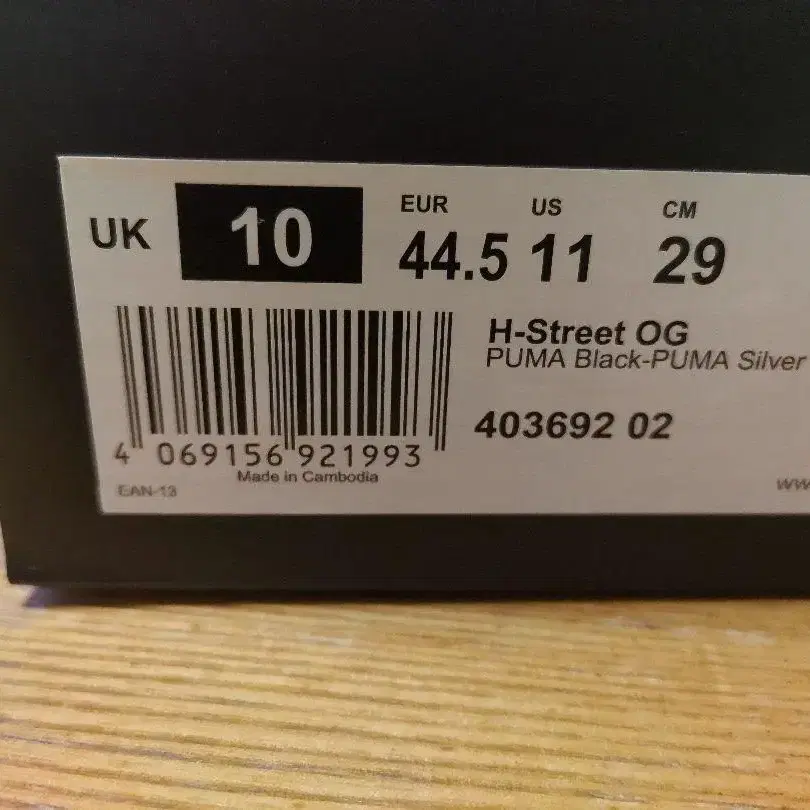 UK 10
EUR 44.5
US 11
CM 29
H-Street OG
PUMA Black-PUMA Silver
403692 02
4 069156 921993
Made in Cambodia
EAN-13
ww